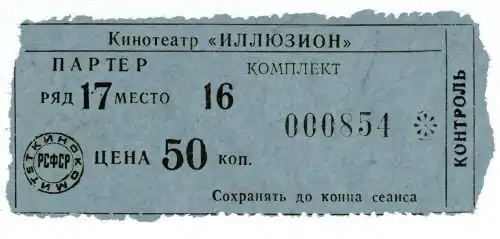 Кинотеатр «ИЛЛЮЗИОН»
ПАРТЕР КОМПЛЕКТ
РЯД 17 МЕСТО 16
000854
КИНОКОМИТЕТ
РСФСР
ЦЕНА 50 КОП.
Сохранять до конца сеанса
КОНТРОЛЬ